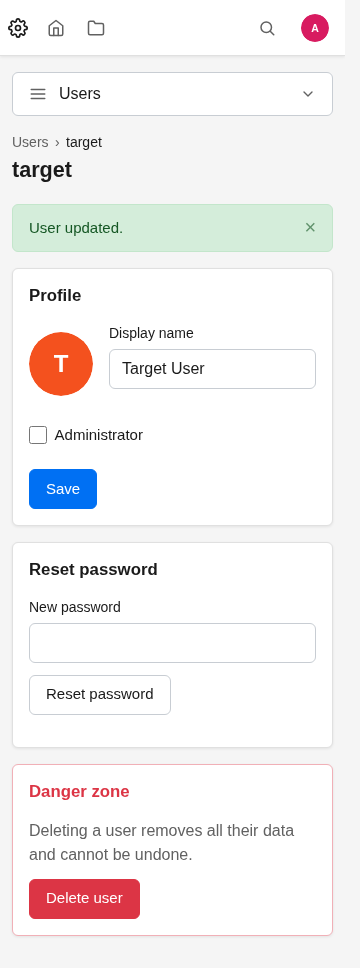 A
Users
Users › target
target
User updated.
Profile
T
Display name
Target User
Administrator
Save
Reset password
New password
Reset password
Danger zone
Deleting a user removes all their data
and cannot be undone.
Delete user